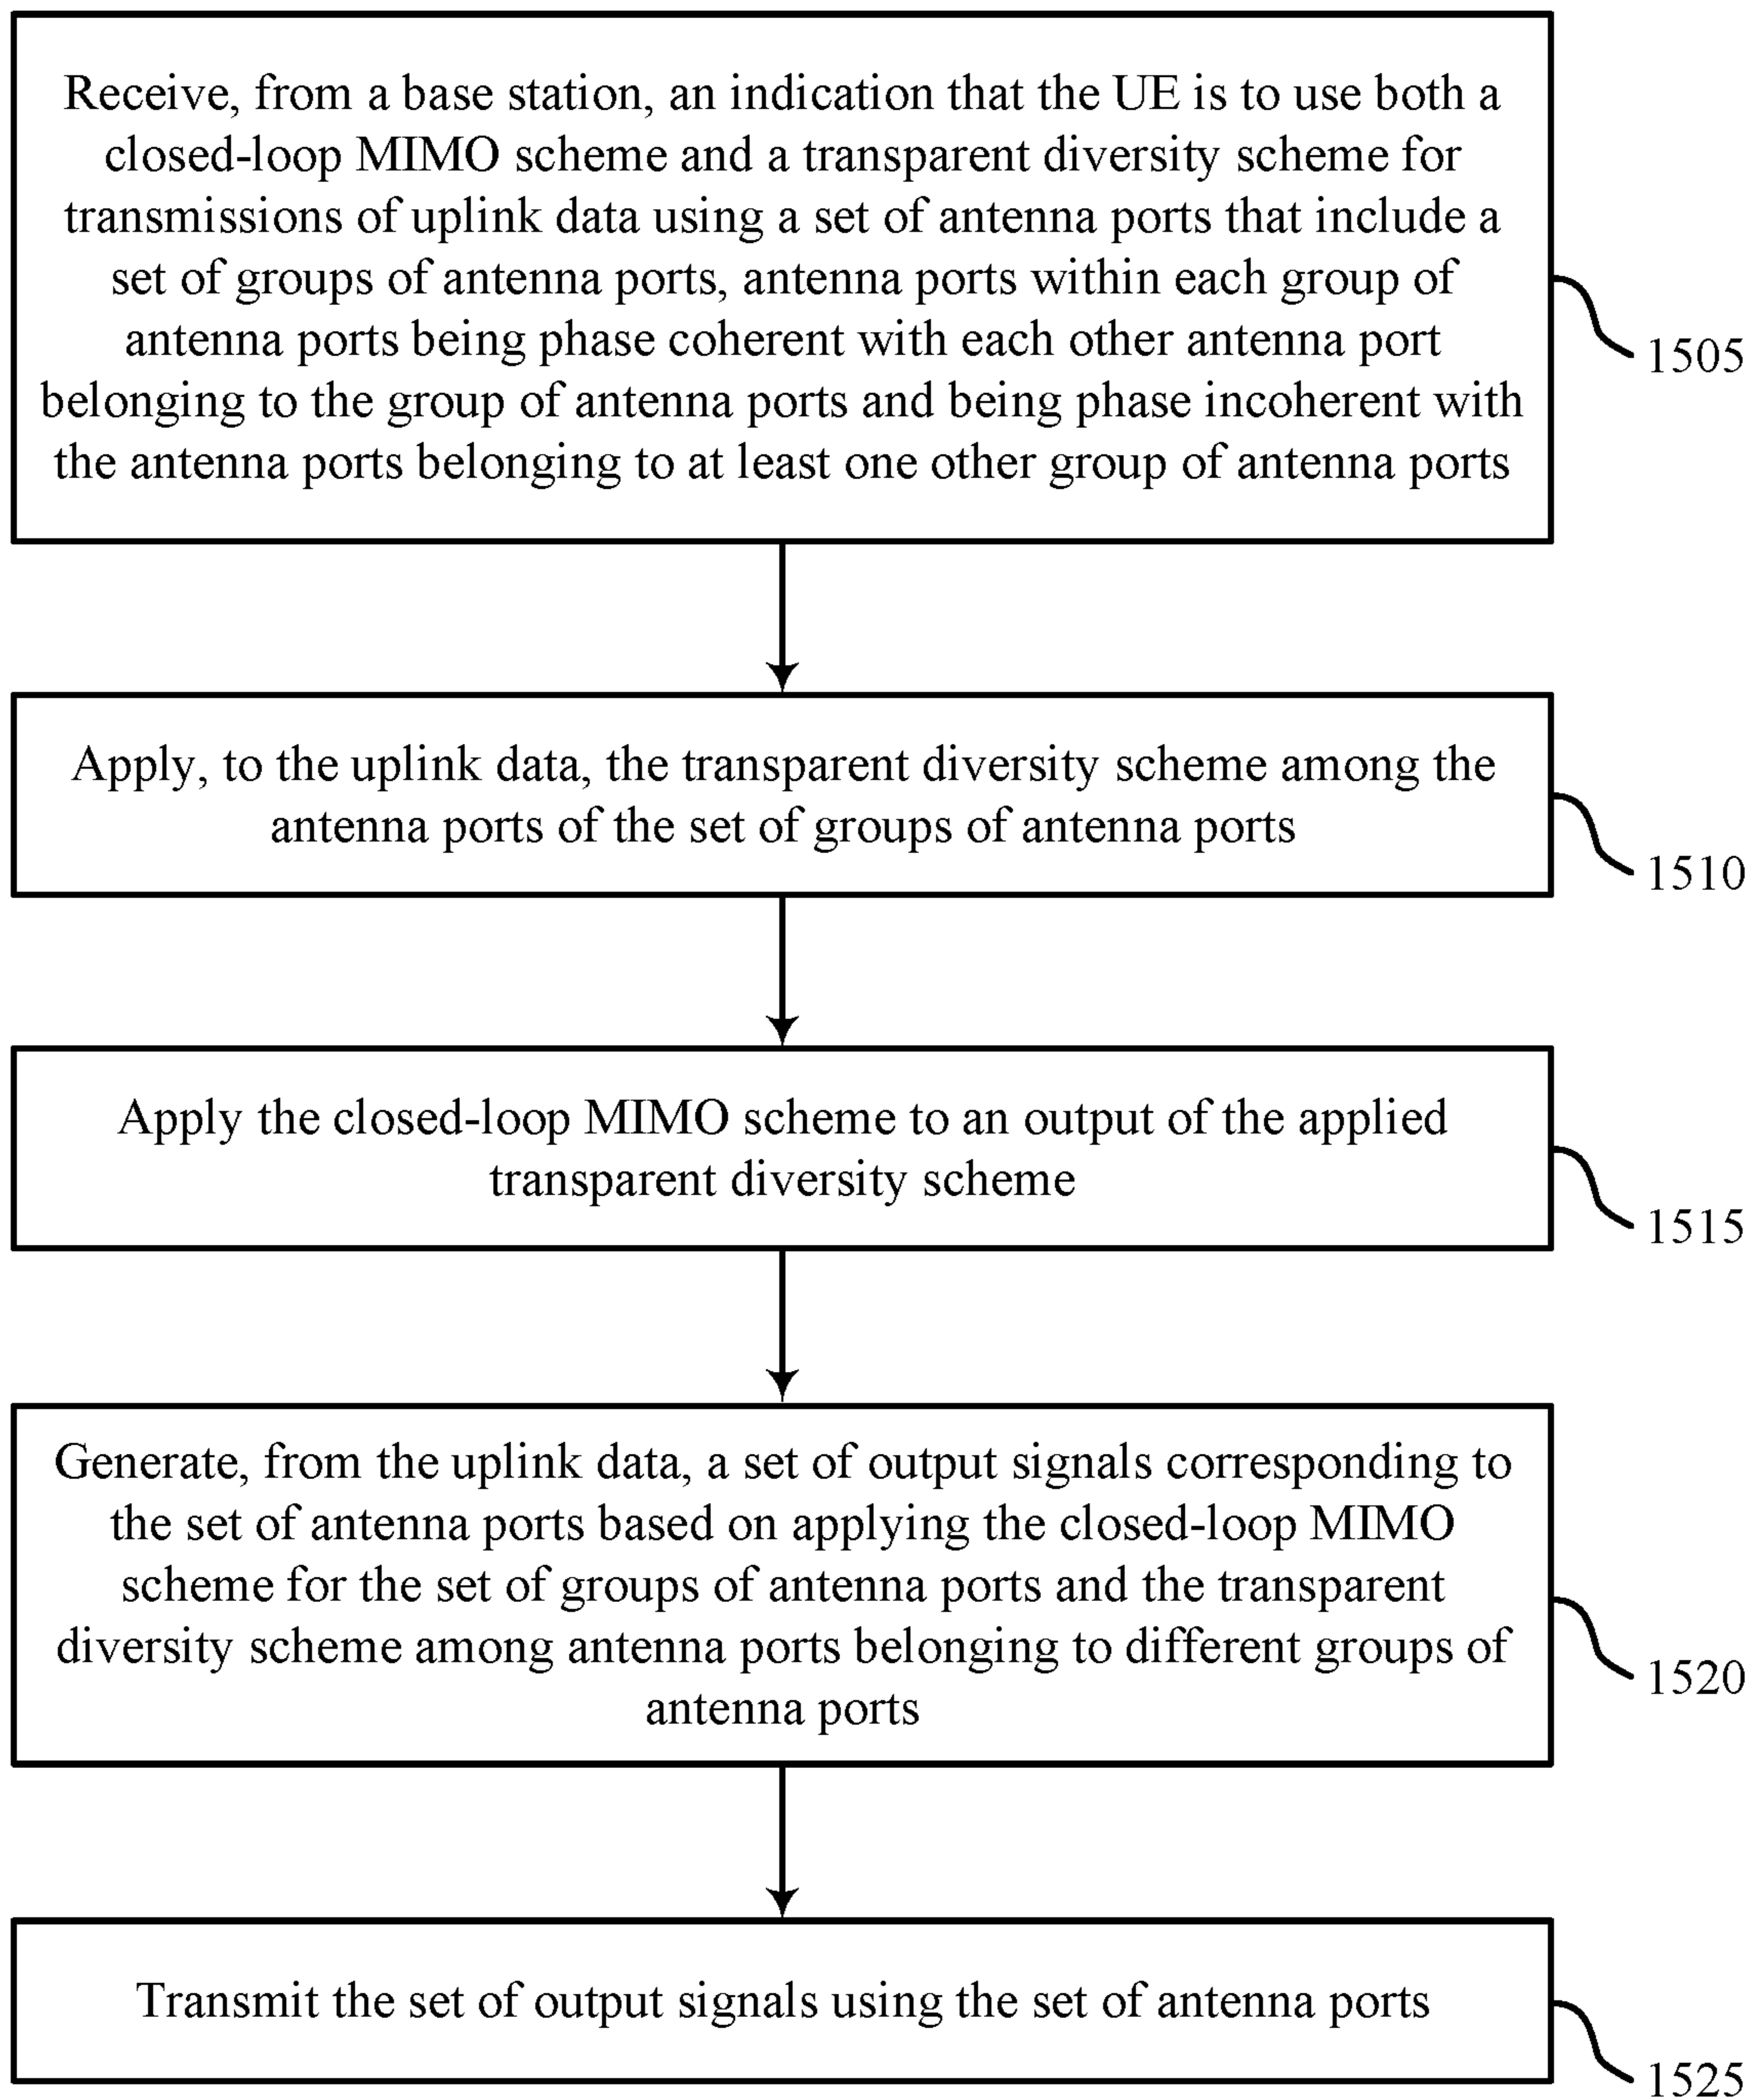 Receive, from a base station, an indication that the UE is to use both a
closed-loop MIMO scheme and a transparent diversity scheme for
transmissions of uplink data using a set of antenna ports that include a
set of groups of antenna ports, antenna ports within each group of
antenna ports being phase coherent with each other antenna port
belonging to the group of antenna ports and being phase incoherent with
the antenna ports belonging to at least one other group of antenna ports
1505
Apply, to the uplink data, the transparent diversity scheme among the
antenna ports of the set of groups of antenna ports
1510
Apply the closed-loop MIMO scheme to an output of the applied
transparent diversity scheme
1515
Generate, from the uplink data, a set of output signals corresponding to
the set of antenna ports based on applying the closed-loop MIMO
scheme for the set of groups of antenna ports and the transparent
diversity scheme among antenna ports belonging to different groups of
antenna ports
1520
Transmit the set of output signals using the set of antenna ports
1525